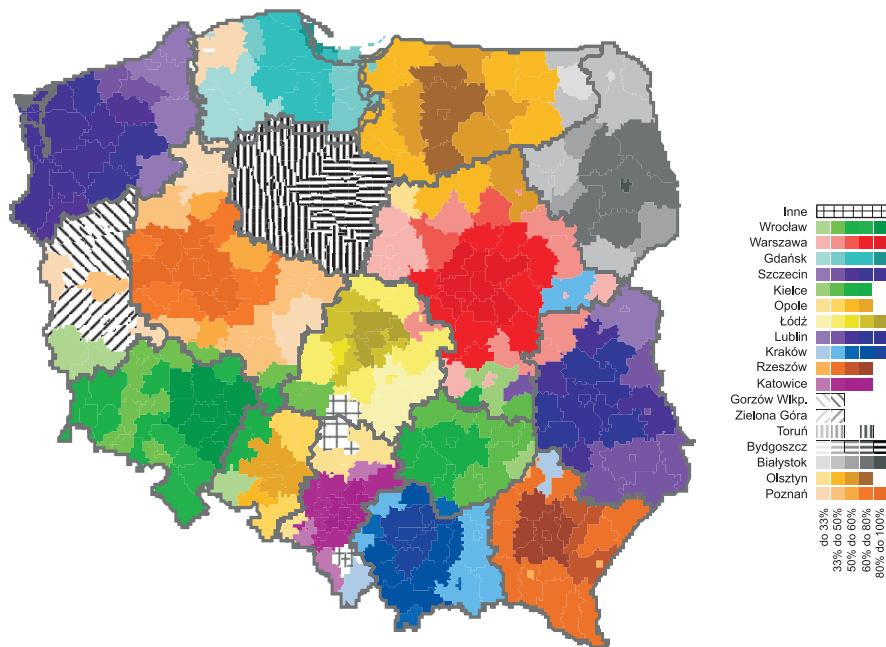 Inne
Wrocław
Warszawa
Gdańsk
Szczecin
Kielce
Opole
Łódź
Lublin
Kraków
Rzeszów
Katowice
Gorzów Wlkp.
Zielona Góra
Toruń
Bydgoszcz
Białystok
Olsztyn
Poznań
do 33%
33% do 50%
50% do 60%
60% do 80%
80% do 100%